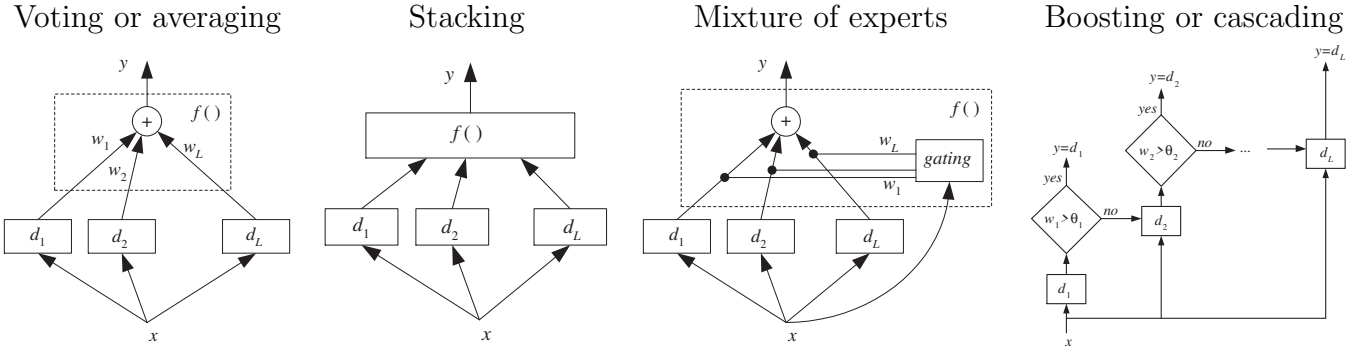 Voting or averaging
y
f ( )
+
w1
w2
wL
d1
d2
dL
x
Stacking
y
f ( )
d1
d2
dL
x
Mixture of experts
y
f ( )
+
wL
gating
w1
d1
d2
dL
x
Boosting or cascading
y=dL
y=d2
yes
w2>θ2
no
...
dL
y=d1
yes
w1>θ1
no
d2
d1
x